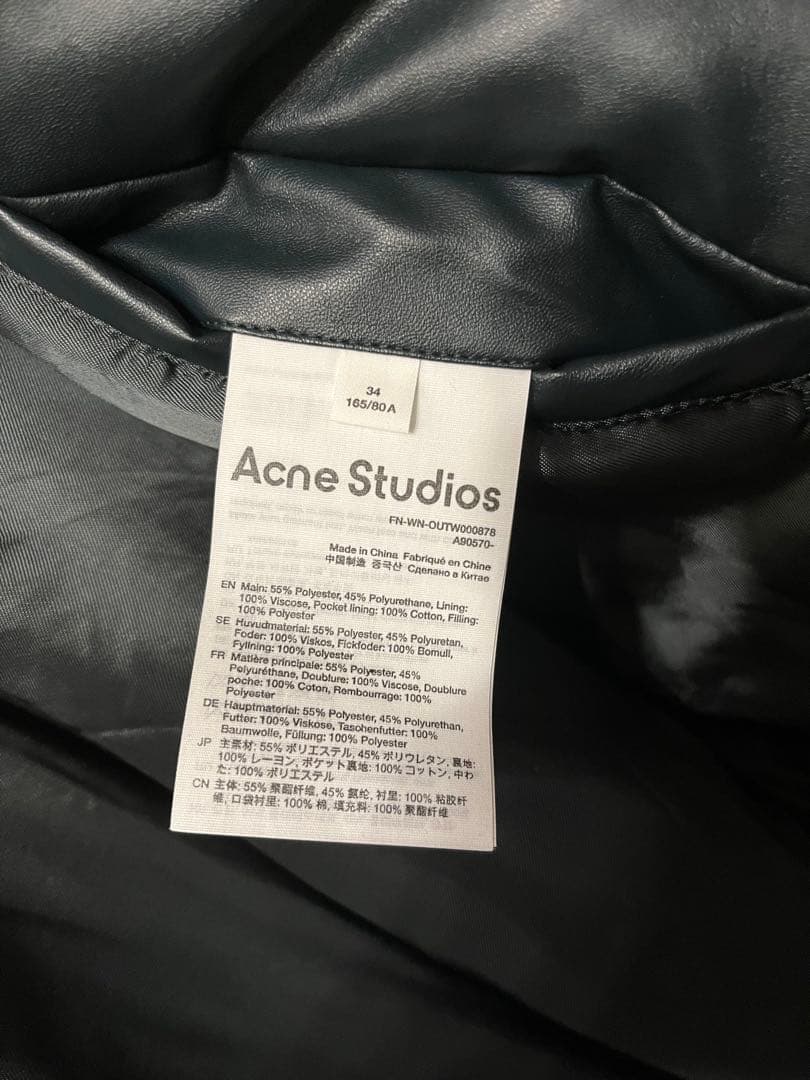 34
165/80A
Acne Studios
FN-WN-OUTW000878
A90570-
Made in China Fabriqué en Chine
中国制造 중국산 Сделано в Китае
EN Main: 55% Polyester, 45% Polyurethane, Lining:
100% Viscose, Pocket lining: 100% Cotton, Filling:
100% Polyester
SE Huvudmaterial: 55% Polyester, 45% Polyuretan,
Foder: 100% Viskos, Fickfoder: 100% Bomull,
Fyllning: 100% Polyester
FR Matière principale: 55% Polyester, 45%
Polyuréthane, Doublure: 100% Viscose, Doublure
poche: 100% Coton, Rembourrage: 100%
Polyester
DE Hauptmaterial: 55% Polyester, 45% Polyurethan,
Futter: 100% Viskose, Taschenfutter: 100%
Baumwolle, Füllung: 100% Polyester
JP 主素材: 55% ポリエステル, 45% ポリウレタン, 裏地:
100% レーヨン, ポケット裏地: 100% コットン, 中わ
た: 100% ポリエステル
CN 主体: 55% 聚酯纤维, 45% 氨纶, 衬里: 100% 粘胶纤
维, 口袋衬里: 100% 棉, 填充料: 100% 聚酯纤维